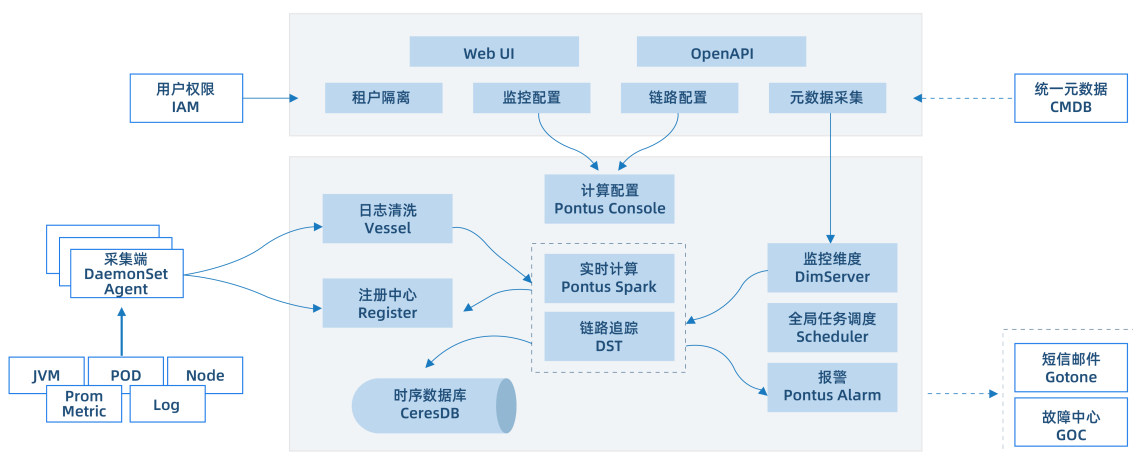 Web UI
OpenAPI
用户权限
IAM
租户隔离
监控配置
链路配置
元数据采集
统一元数据
CMDB
计算配置
Pontus Console
日志清洗
Vessel
采集端
DaemonSet
Agent
实时计算
Pontus Spark
监控维度
DimServer
注册中心
Register
链路追踪
DST
全局任务调度
Scheduler
短信邮件
Gotone
JVM
POD
Node
Prom
Metric
Log
时序数据库
CeresDB
报警
Pontus Alarm
故障中心
GOC